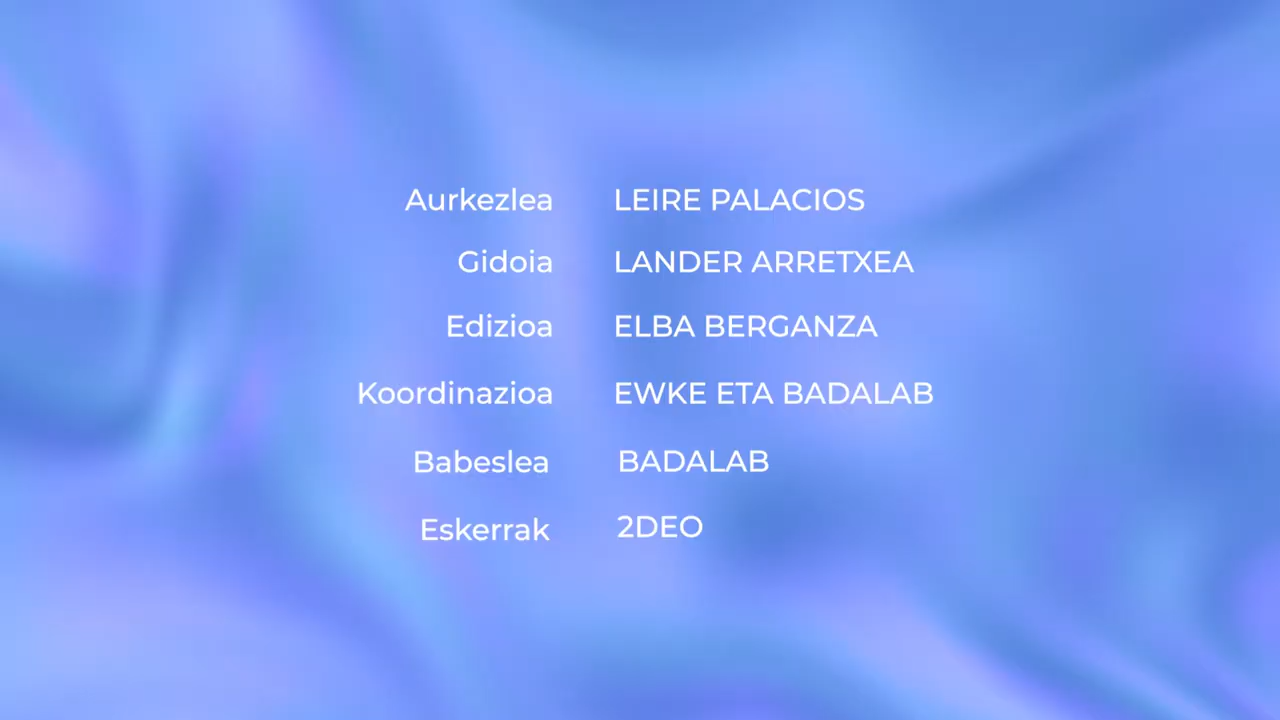 Aurkezlea LEIRE PALACIOS
Gidoia LANDER ARRETXEA
Edizioa ELBA BERGANZA
Koordinazioa EWKE ETA BADALAB
Babeslea BADALAB
Eskerrak 2DEO